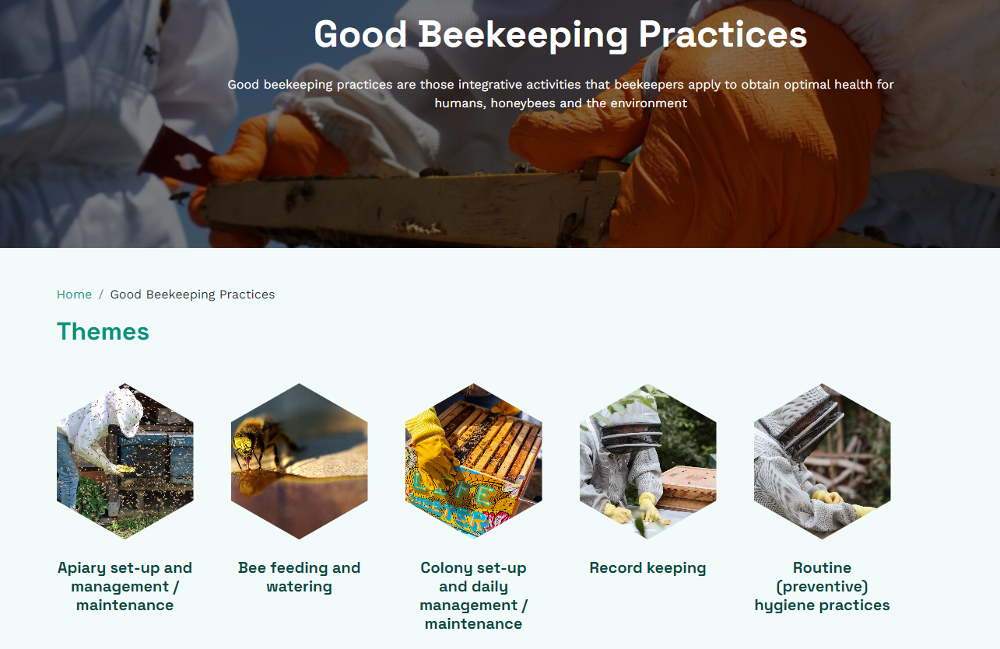 Good Beekeeping Practices
Good beekeeping practices are those integrative activities that beekeepers apply to obtain optimal health for
humans, honeybees and the environment
Home / Good Beekeeping Practices
Themes
LIFE
Apiary set-up and
management /
maintenance
Bee feeding and
watering
Colony set-up
and daily
management /
maintenance
Record keeping
Routine
(preventive)
hygiene practices